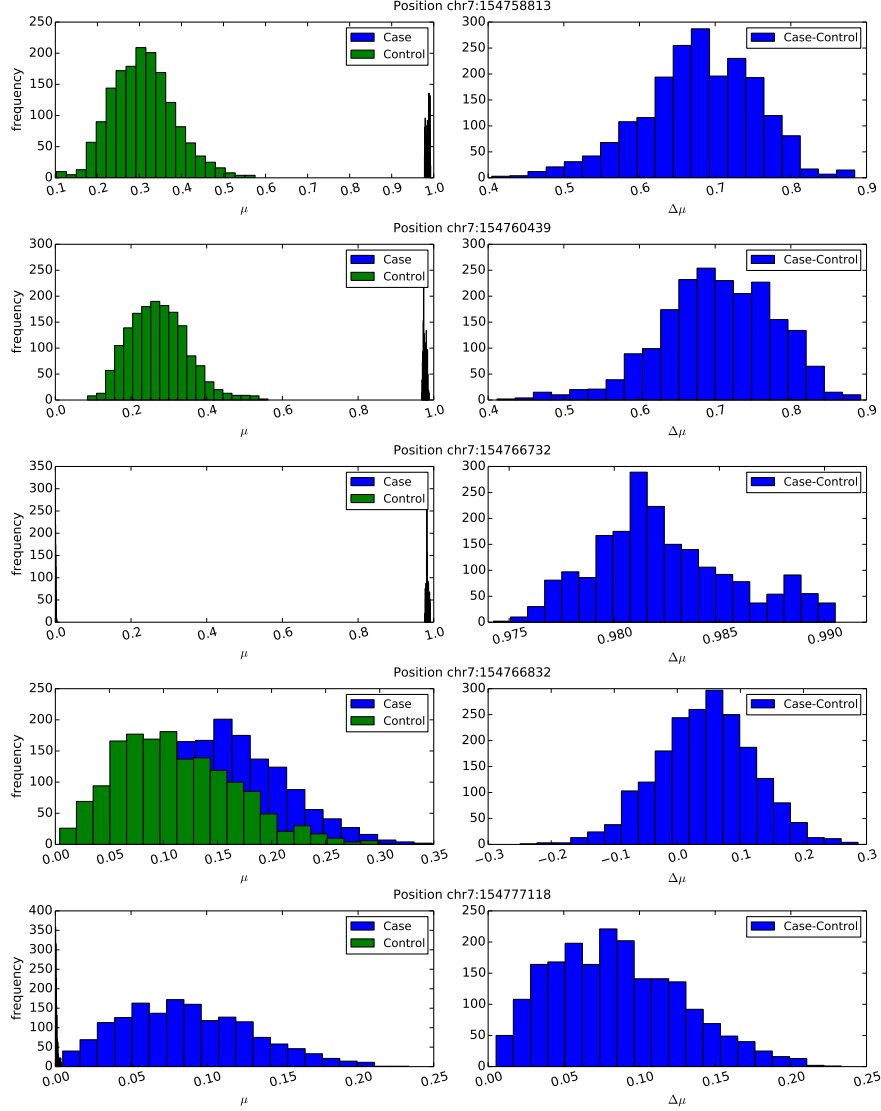 Position chr7:154758813
250
200
150
100
50
0
frequency
0.1 0.2 0.3 0.4 0.5 0.6 0.7 0.8 0.9 1.0
μ
Case
Control
300
250
200
150
100
50
0
0.4 0.5 0.6 0.7 0.8 0.9
Δμ
Case-Control
Position chr7:154760439
300
250
200
150
100
50
0
frequency
0.0 0.2 0.4 0.6 0.8 1.0
μ
Case
Control
300
250
200
150
100
50
0
0.4 0.5 0.6 0.7 0.8 0.9
Δμ
Case-Control
Position chr7:154766732
350
300
250
200
150
100
50
0
frequency
0.0 0.2 0.4 0.6 0.8 1.0
μ
Case
Control
300
250
200
150
100
50
0
0.975 0.980 0.985 0.990
Δμ
Case-Control
Position chr7:154766832
250
200
150
100
50
0
frequency
0.00 0.05 0.10 0.15 0.20 0.25 0.30 0.35
μ
Case
Control
300
250
200
150
100
50
0
−0.3 −0.2 −0.1 0.0 0.1 0.2 0.3
Δμ
Case-Control
Position chr7:154777118
400
350
300
250
200
150
100
50
0
frequency
0.00 0.05 0.10 0.15 0.20 0.25
μ
Case
Control
250
200
150
100
50
0
0.00 0.05 0.10 0.15 0.20 0.25
Δμ
Case-Control